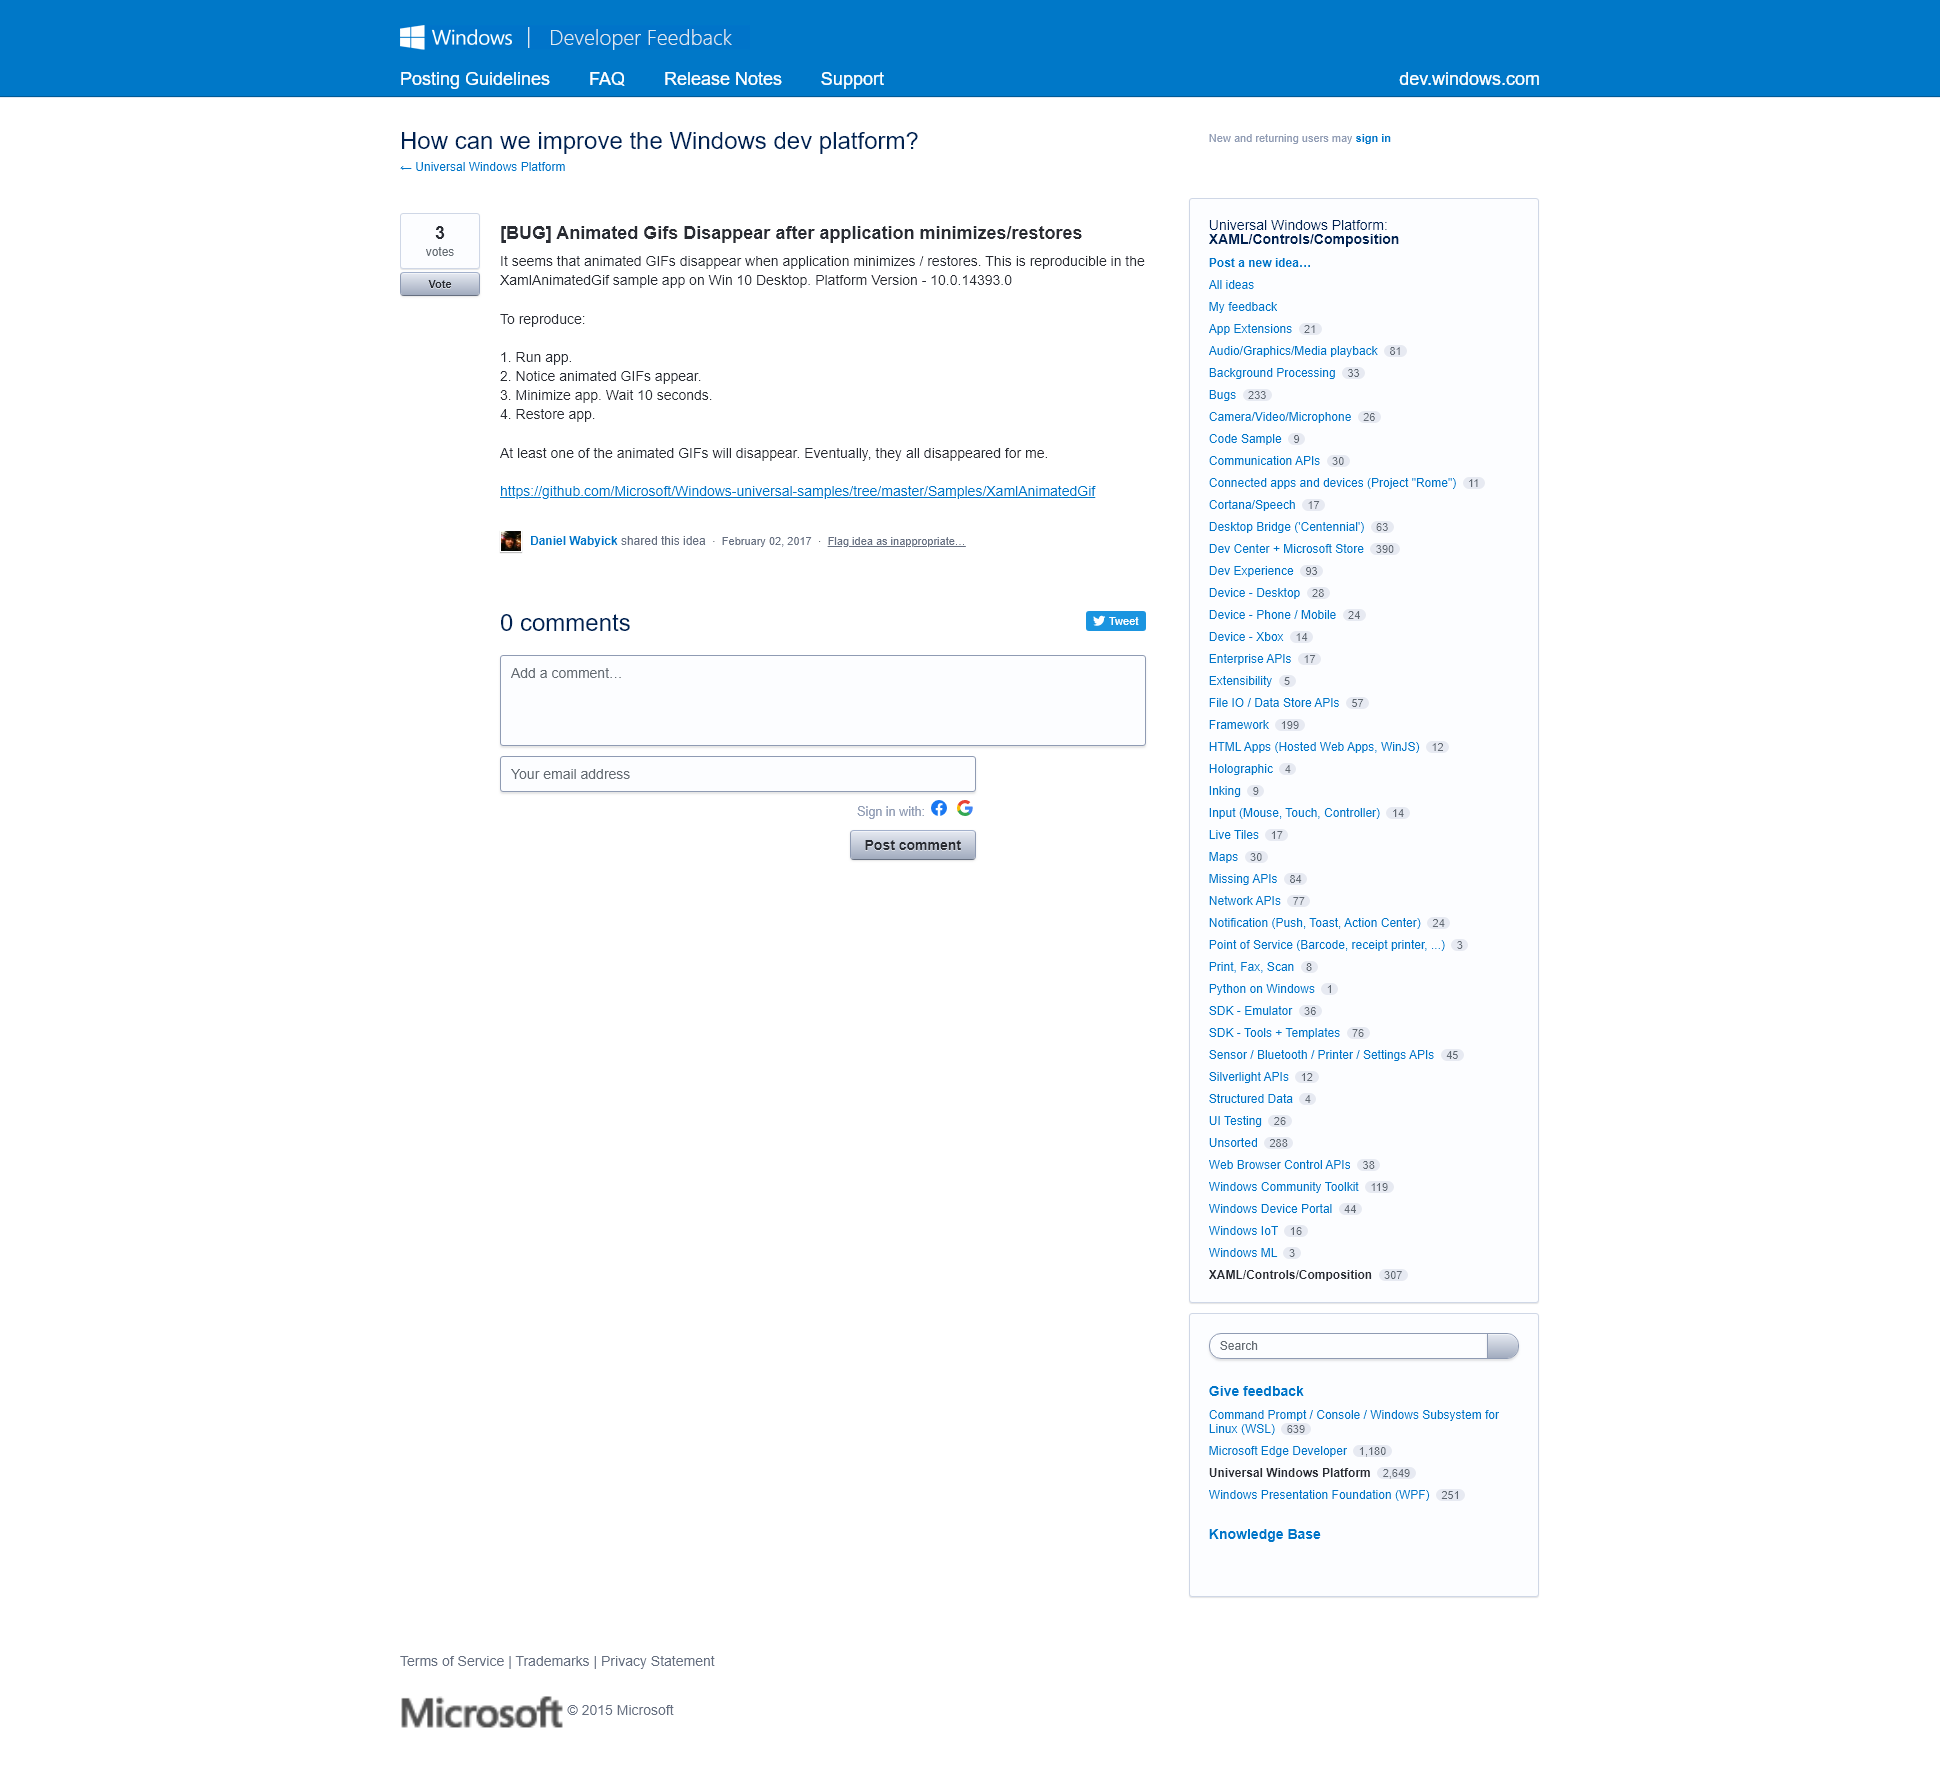 Windows | Developer Feedback
Posting Guidelines FAQ Release Notes Support dev.windows.com
How can we improve the Windows dev platform?
← Universal Windows Platform
New and returning users may sign in
3
votes
Vote
[BUG] Animated Gifs Disappear after application minimizes/restores
It seems that animated GIFs disappear when application minimizes / restores. This is reproducible in the
XamlAnimatedGif sample app on Win 10 Desktop. Platform Version - 10.0.14393.0
To reproduce:
1. Run app.
2. Notice animated GIFs appear.
3. Minimize app. Wait 10 seconds.
4. Restore app.
At least one of the animated GIFs will disappear. Eventually, they all disappeared for me.
https://github.com/Microsoft/Windows-universal-samples/tree/master/Samples/XamlAnimatedGif
Daniel Wabyick shared this idea · February 02, 2017 · Flag idea as inappropriate…
0 comments
Tweet
Add a comment…
Your email address
Sign in with:
Post comment
Universal Windows Platform:
XAML/Controls/Composition
Post a new idea…
All ideas
My feedback
App Extensions 21
Audio/Graphics/Media playback 81
Background Processing 33
Bugs 233
Camera/Video/Microphone 26
Code Sample 9
Communication APIs 30
Connected apps and devices (Project "Rome") 11
Cortana/Speech 17
Desktop Bridge ('Centennial') 63
Dev Center + Microsoft Store 390
Dev Experience 93
Device - Desktop 28
Device - Phone / Mobile 24
Device - Xbox 14
Enterprise APIs 17
Extensibility 5
File IO / Data Store APIs 57
Framework 199
HTML Apps (Hosted Web Apps, WinJS) 12
Holographic 4
Inking 9
Input (Mouse, Touch, Controller) 14
Live Tiles 17
Maps 30
Missing APIs 84
Network APIs 77
Notification (Push, Toast, Action Center) 24
Point of Service (Barcode, receipt printer, ...) 3
Print, Fax, Scan 8
Python on Windows 1
SDK - Emulator 36
SDK - Tools + Templates 76
Sensor / Bluetooth / Printer / Settings APIs 45
Silverlight APIs 12
Structured Data 4
UI Testing 26
Unsorted 288
Web Browser Control APIs 38
Windows Community Toolkit 119
Windows Device Portal 44
Windows IoT 16
Windows ML 3
XAML/Controls/Composition 307
Search
Give feedback
Command Prompt / Console / Windows Subsystem for
Linux (WSL) 639
Microsoft Edge Developer 1,180
Universal Windows Platform 2,649
Windows Presentation Foundation (WPF) 251
Knowledge Base
Terms of Service | Trademarks | Privacy Statement
Microsoft © 2015 Microsoft